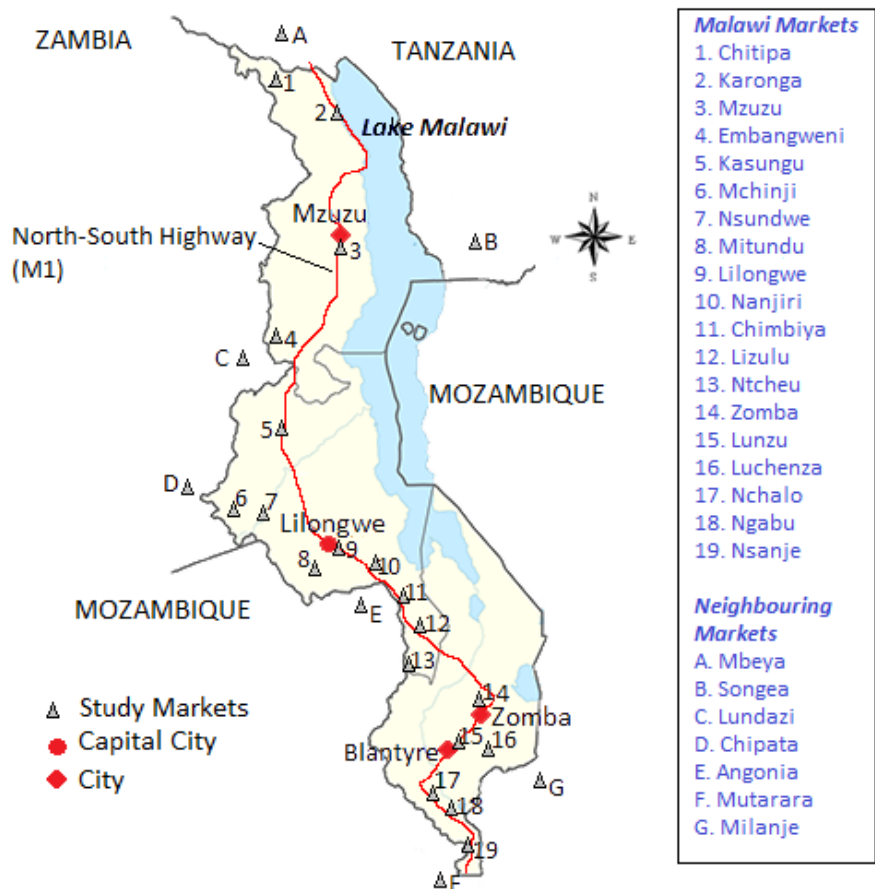 ZAMBIA
A
TANZANIA
1
2
Lake Malawi
Mzuzu
North-South Highway
(M1)
3
B
N
W
E
S
4
C
MOZAMBIQUE
5
D
6
7
Lilongwe
9
8
10
MOZAMBIQUE
E
11
12
13
14
Zomba
Blantyre
15
16
17
18
G
19
F
Study Markets
Capital City
City
Malawi Markets
1. Chitipa
2. Karonga
3. Mzuzu
4. Embangweni
5. Kasungu
6. Mchinji
7. Nsundwe
8. Mitundu
9. Lilongwe
10. Nanjiri
11. Chimbiya
12. Lizulu
13. Ntcheu
14. Zomba
15. Lunzu
16. Luchenza
17. Nchalo
18. Ngabu
19. Nsanje
Neighbouring
Markets
A. Mbeya
B. Songea
C. Lundazi
D. Chipata
E. Angonia
F. Mutarara
G. Milanje